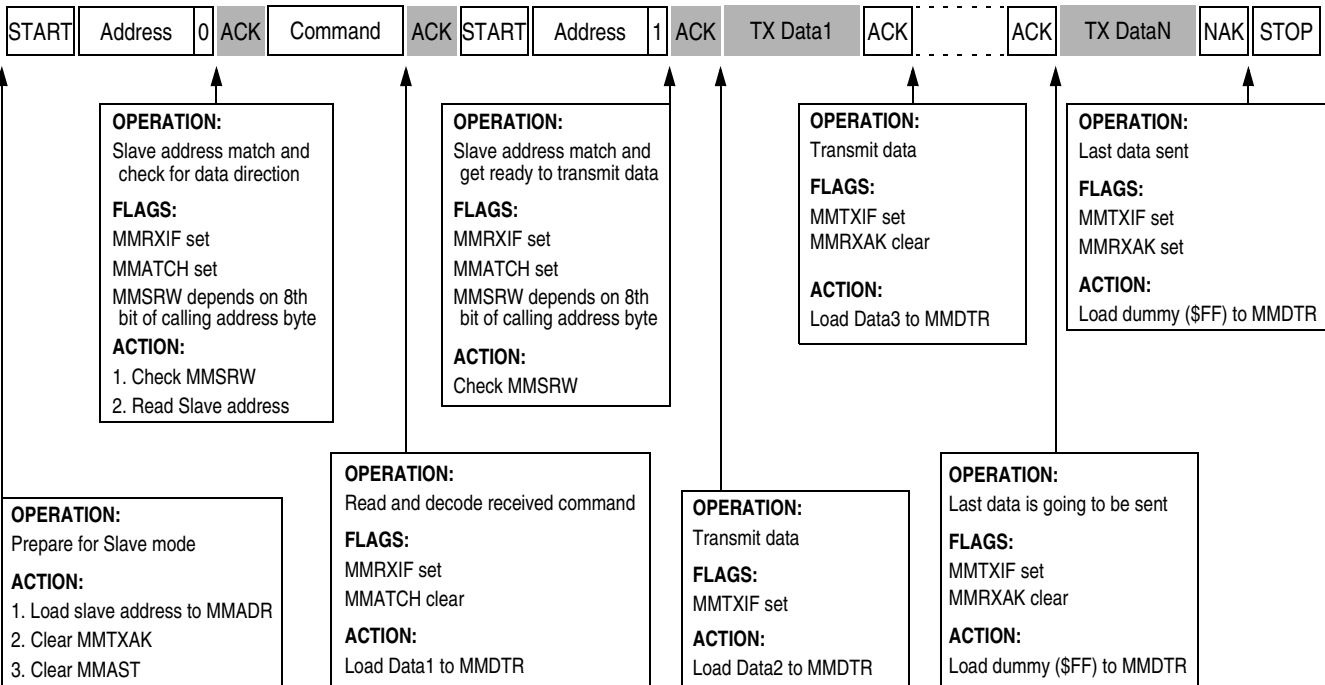 START Address 0 ACK Command ACK START Address 1 ACK TX Data1 ACK ACK TX DataN NAK STOP
OPERATION:
Slave address match and
check for data direction
FLAGS:
MMRXIF set
MMATCH set
MMSRW depends on 8th
bit of calling address byte
ACTION:
1. Check MMSRW
2. Read Slave address
OPERATION:
Slave address match and
get ready to transmit data
FLAGS:
MMRXIF set
MMATCH set
MMSRW depends on 8th
bit of calling address byte
ACTION:
Check MMSRW
OPERATION:
Transmit data
FLAGS:
MMTXIF set
MMRXAK clear
ACTION:
Load Data3 to MMDTR
OPERATION:
Last data sent
FLAGS:
MMTXIF set
MMRXAK set
ACTION:
Load dummy ($FF) to MMDTR
OPERATION:
Prepare for Slave mode
ACTION:
1. Load slave address to MMADR
2. Clear MMTXAK
3. Clear MMAST
OPERATION:
Read and decode received command
FLAGS:
MMRXIF set
MMATCH clear
ACTION:
Load Data1 to MMDTR
OPERATION:
Transmit data
FLAGS:
MMTXIF set
ACTION:
Load Data2 to MMDTR
OPERATION:
Last data is going to be sent
FLAGS:
MMTXIF set
MMRXAK clear
ACTION:
Load dummy ($FF) to MMDTR